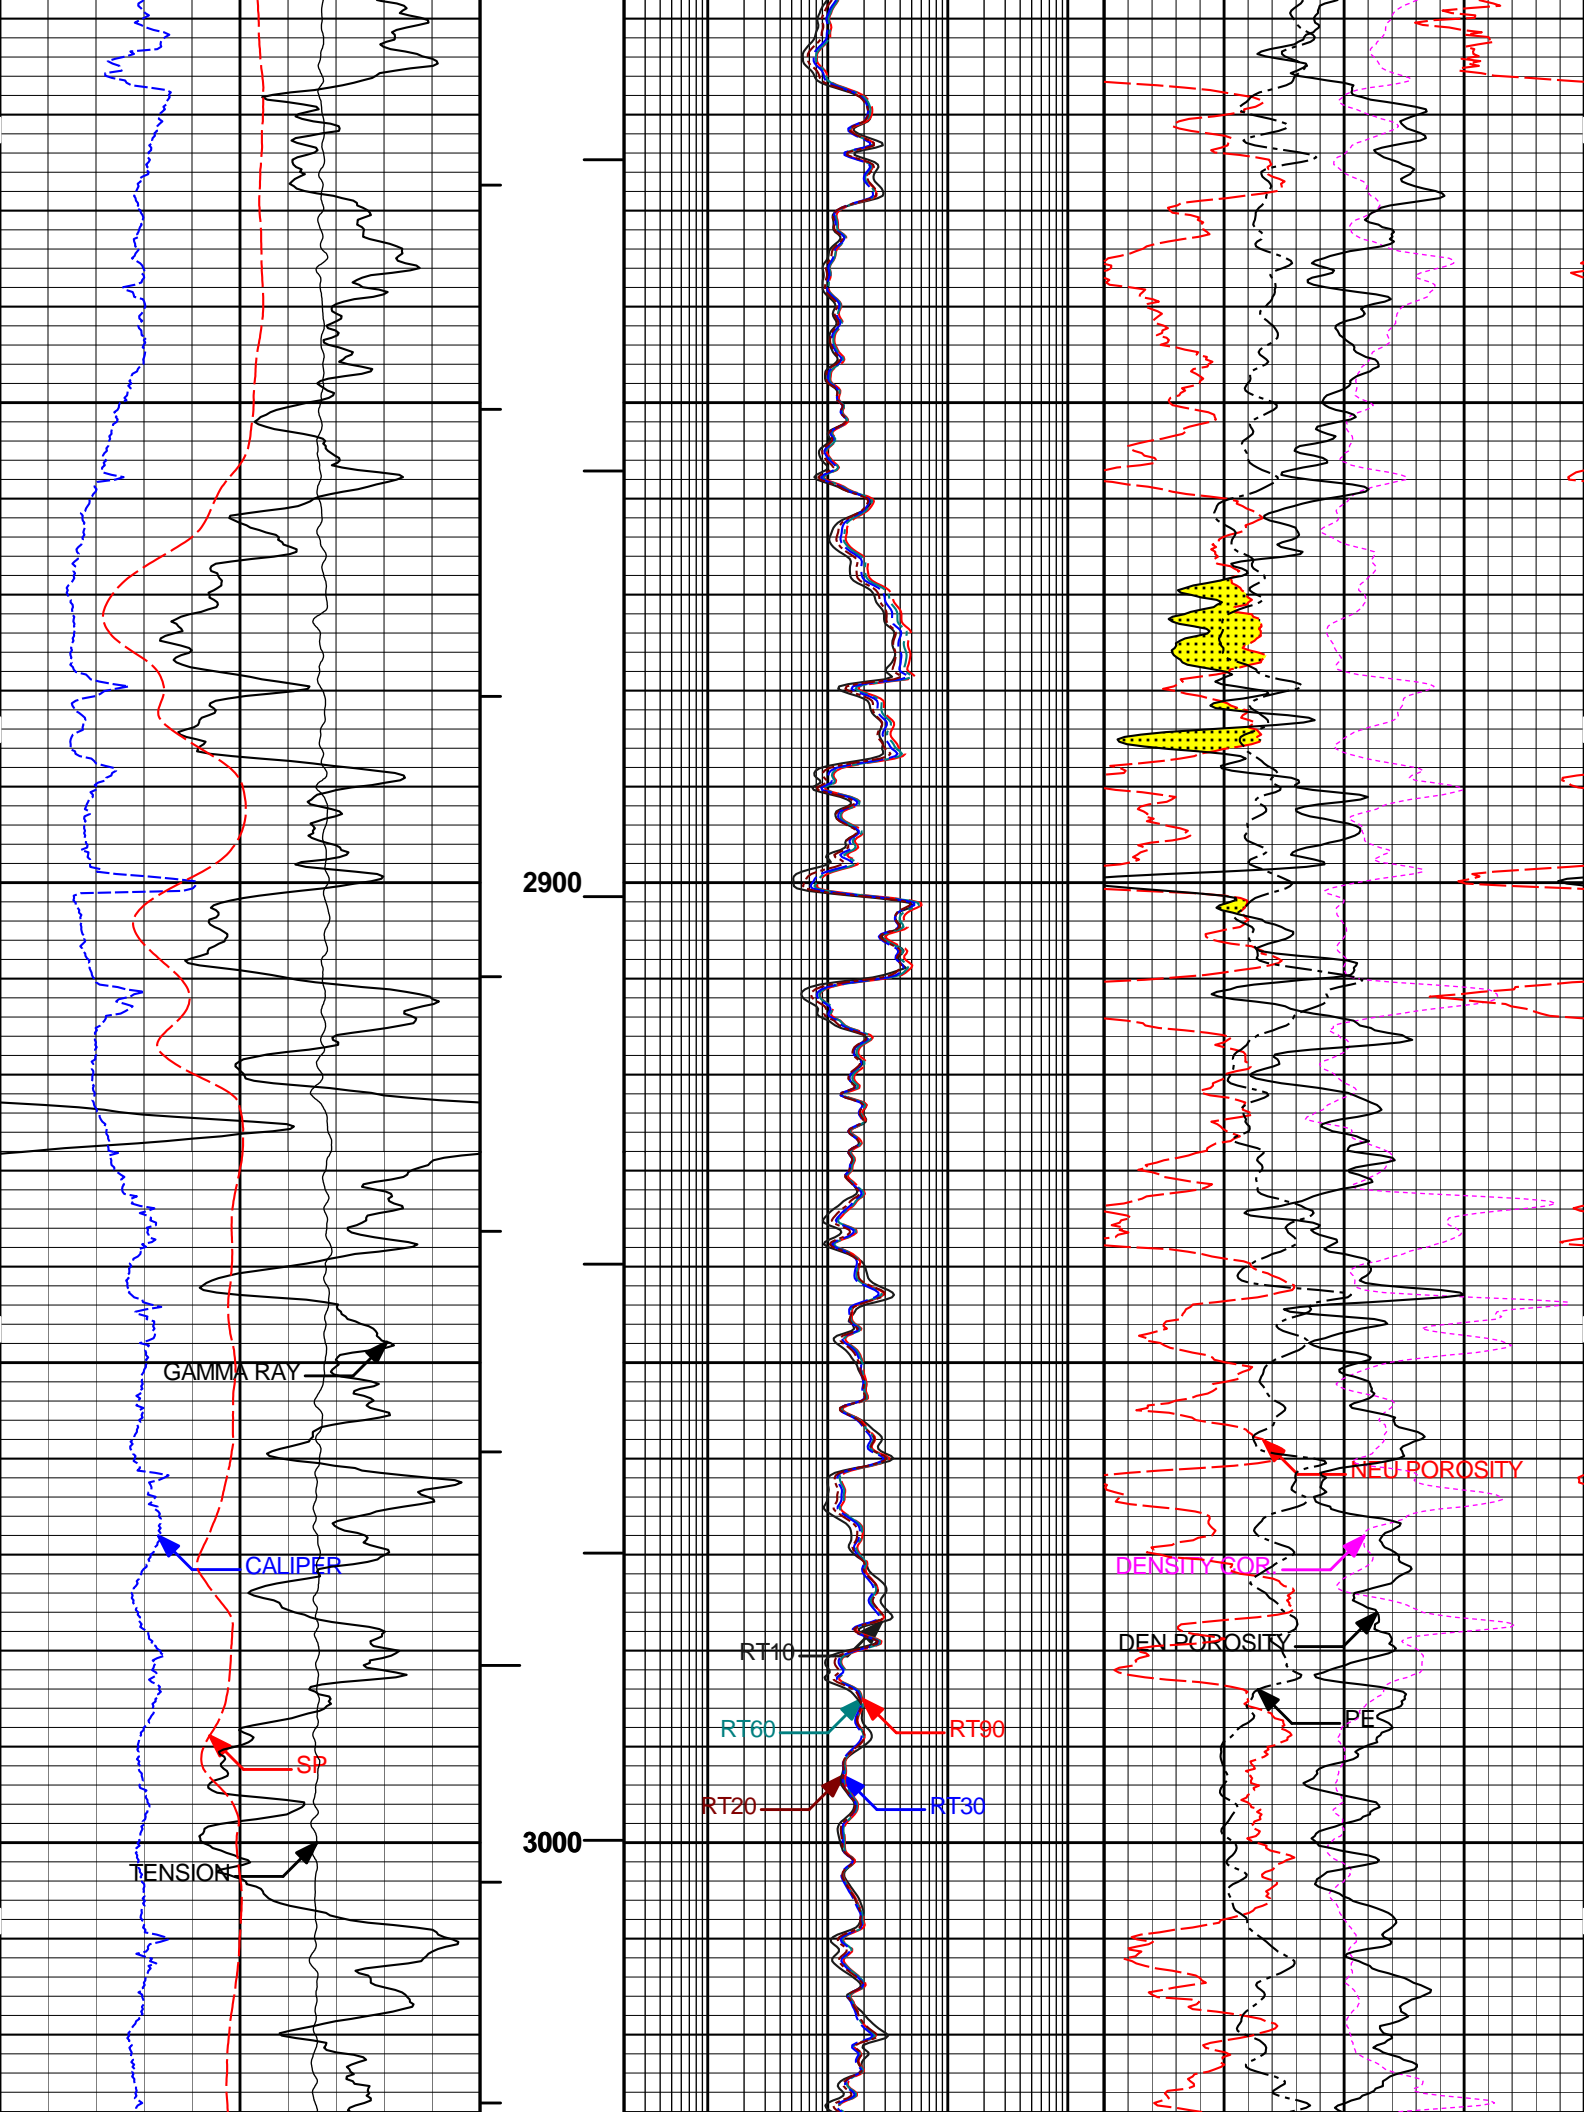 2900
GAMMA RAY
NEU POROSITY
CALIPER
DENSITY COR.
DEN POROSITY
RT10
PE
RT60
RT90
SP
RT20
RT30
3000
TENSION